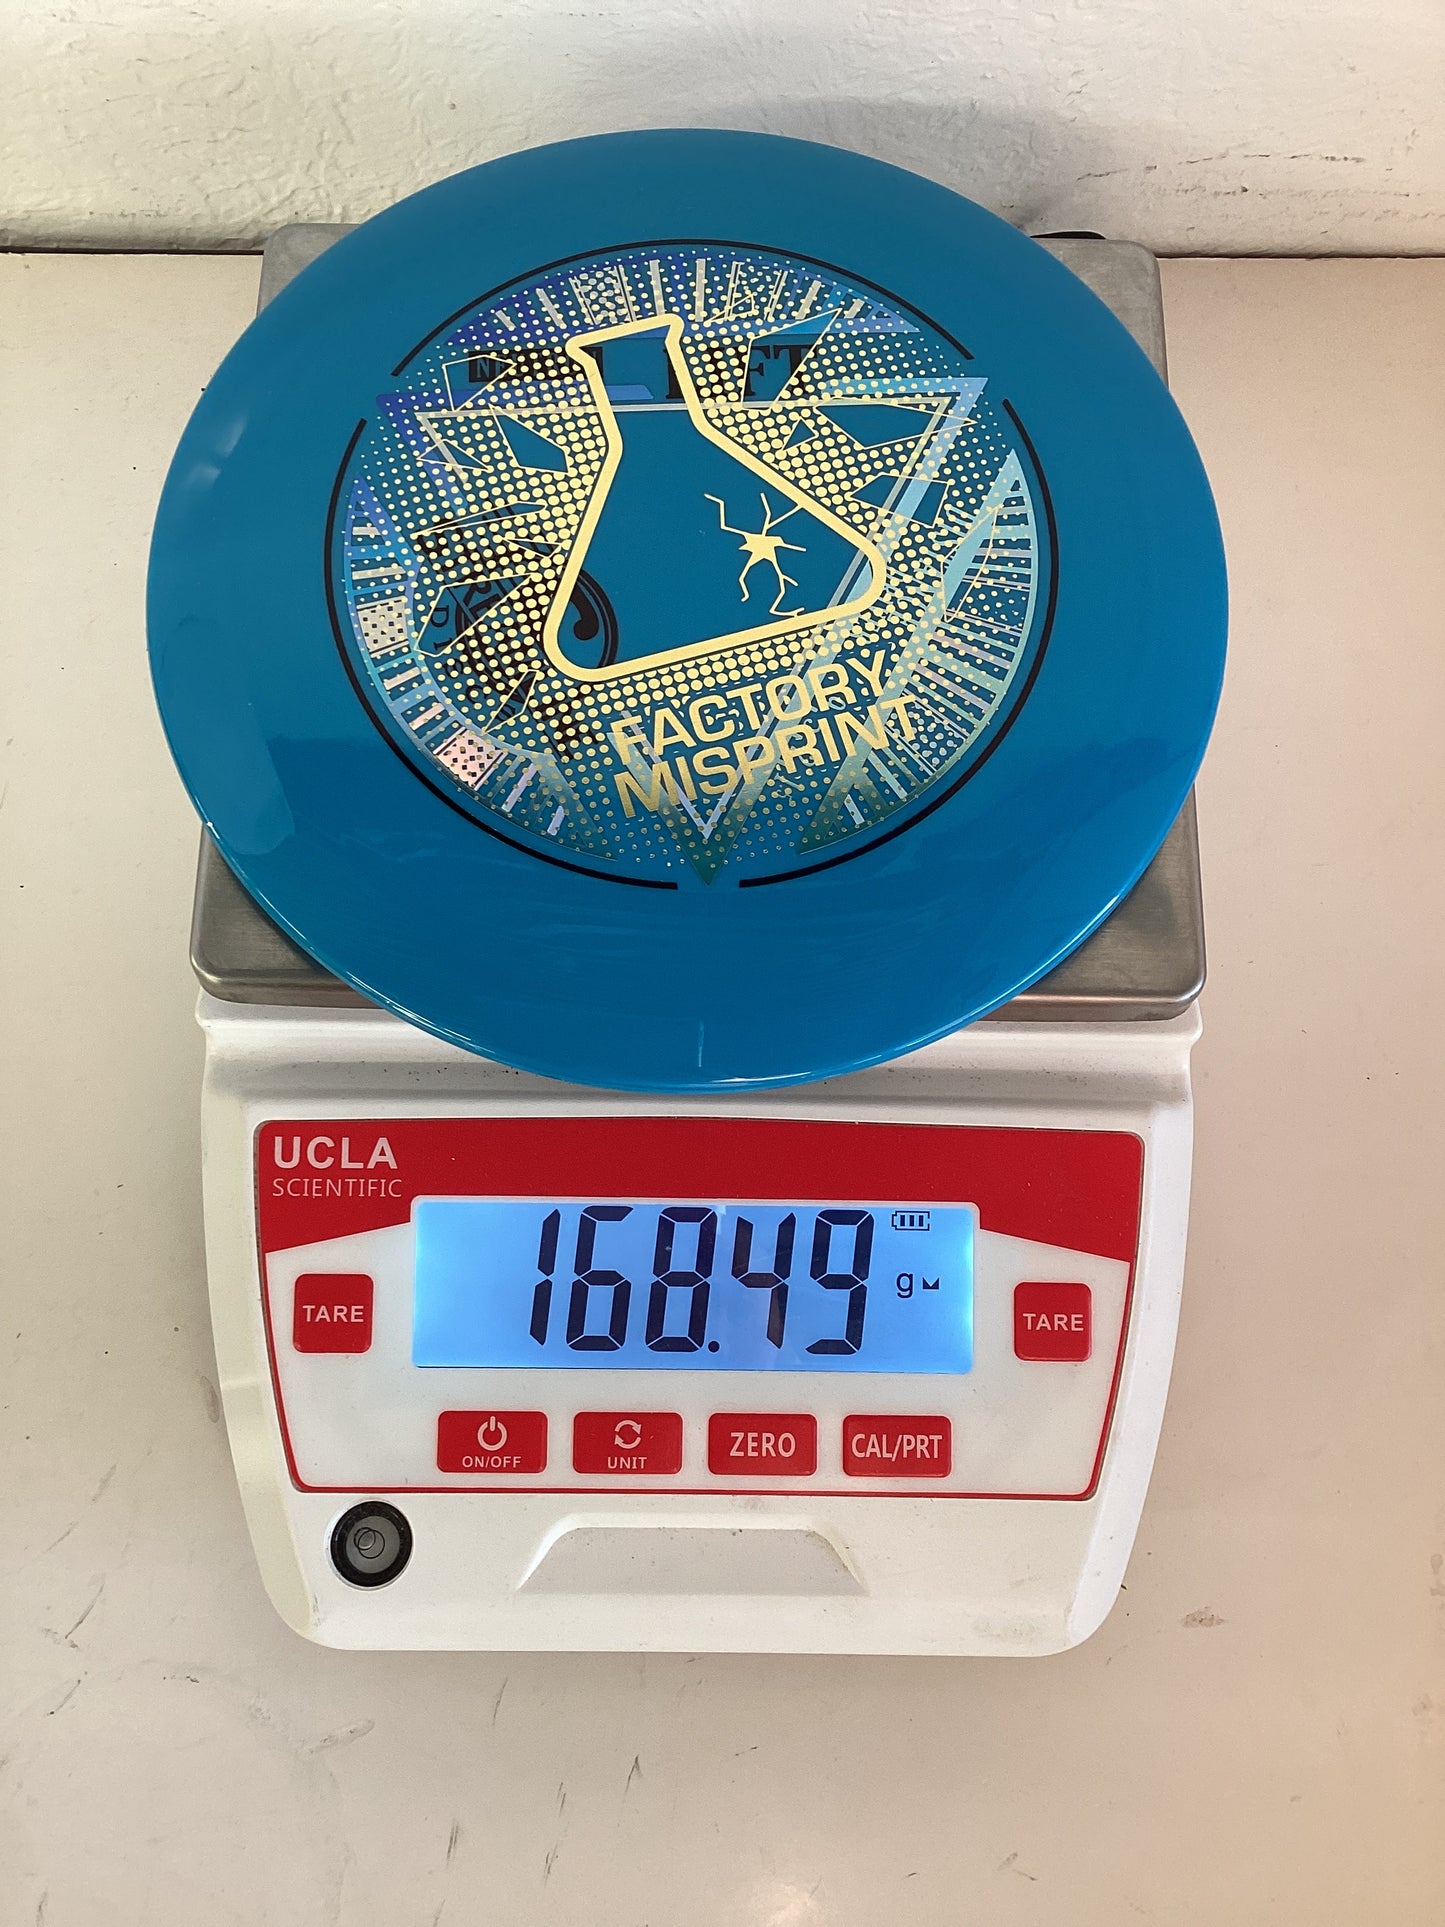 FACTORY
MISPRINT
UCLA
SCIENTIFIC
168.49 g
TARE
TARE
ON/OFF
UNIT
ZERO
CAL/PRT